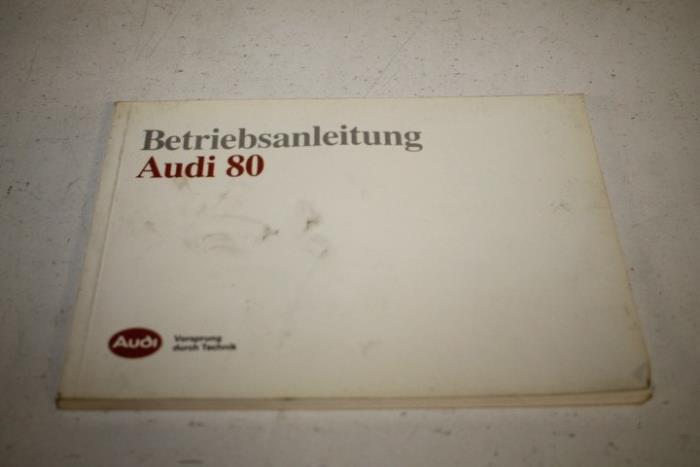 Betriebsanleitung
Audi 80
Audi
Vorsprung
durch Technik